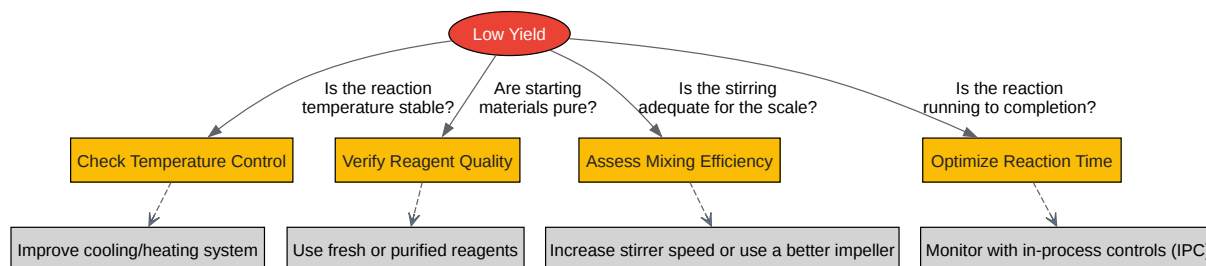 Low Yield
Is the reaction
temperature stable?
Are starting
materials pure?
Is the stirring
adequate for the scale?
Is the reaction
running to completion?
Check Temperature Control
Verify Reagent Quality
Assess Mixing Efficiency
Optimize Reaction Time
Improve cooling/heating system
Use fresh or purified reagents
Increase stirrer speed or use a better impeller
Monitor with in-process controls (IPC)